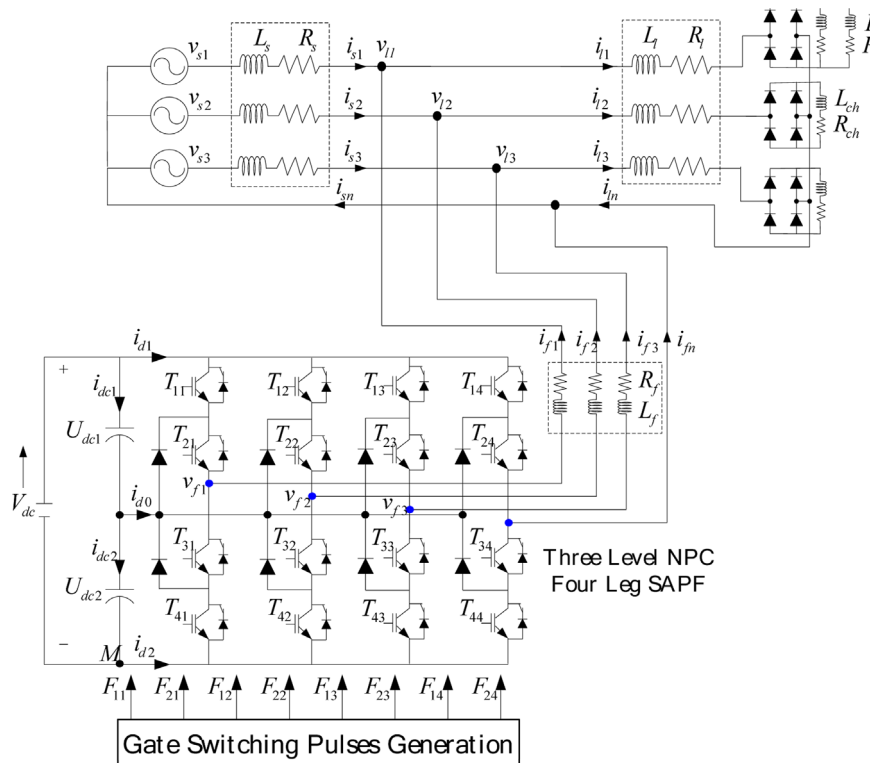 L_s R_s
v_s1 i_s1 v_l1 i_l1 L_l R_l
v_s2 i_s2 v_l2 i_l2 L_ch
R_ch
v_s3 i_s3 v_l3 i_l3
i_sn i_ln
i_f1 i_f2 i_f3 i_fn
R_f
L_f
+ i_d1
i_dc1 T_11 T_12 T_13 T_14
U_dc1 T_21 T_22 T_23 T_24
v_f1 v_f2 v_f3
V_dc i_d0
i_dc2 T_31 T_32 T_33 T_34
U_dc2 T_41 T_42 T_43 T_44
Three Level NPC
Four Leg SAPF
− M i_d2
F_11 F_21 F_12 F_22 F_13 F_23 F_14 F_24
Gate Switching Pulses Generation